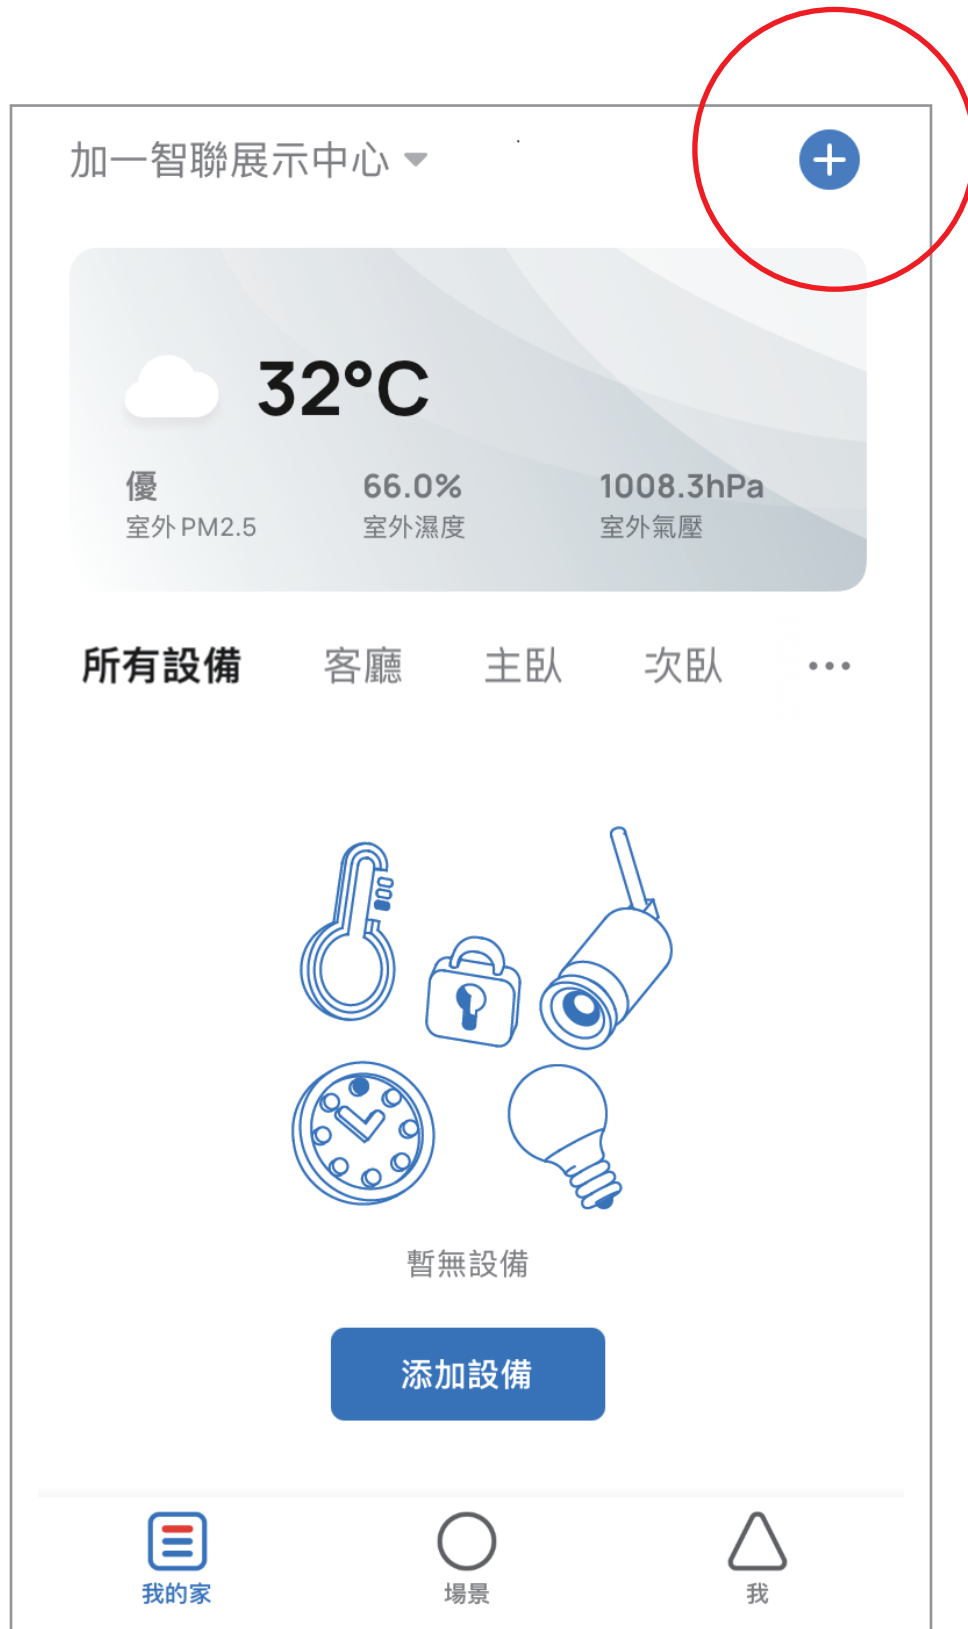 加一智聯展示中心
32°C
優 66.0% 1008.3hPa
室外PM2.5 室外濕度 室外氣壓
所有設備 客廳 主臥 次臥 •••
暫無設備
添加設備
我的家 場景 我